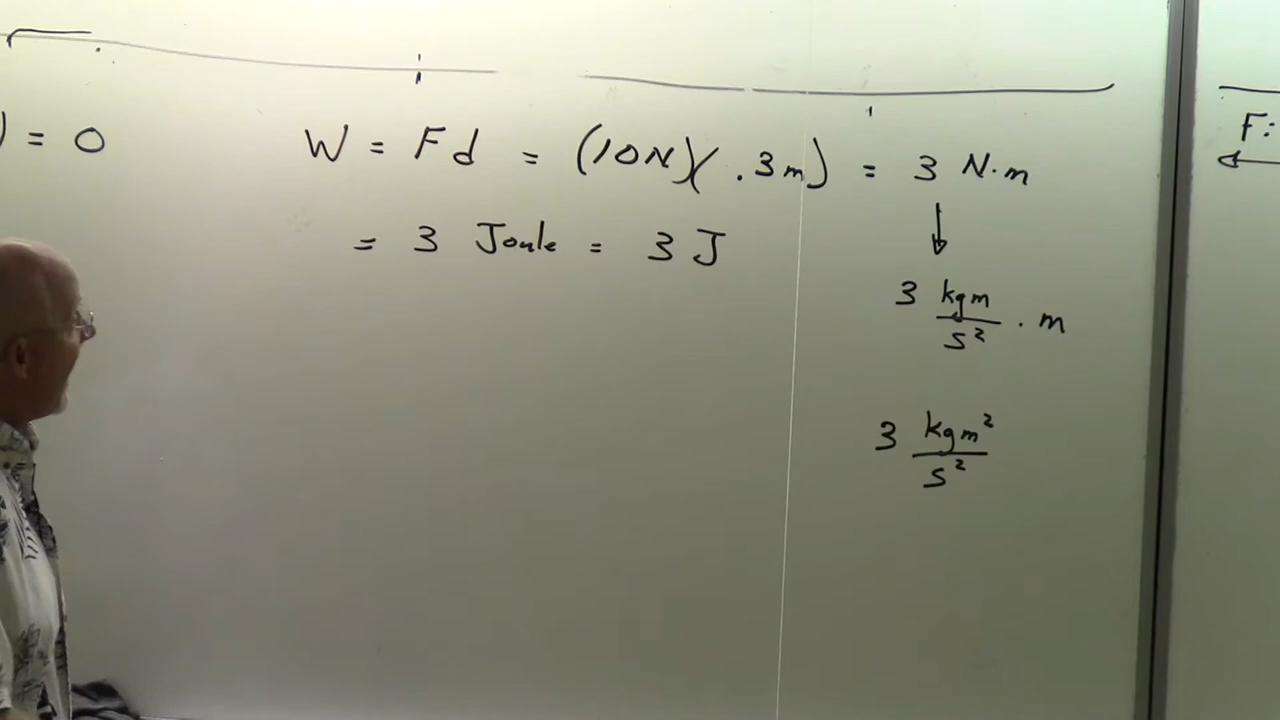 ) = 0
W = Fd = (10N)(.3m) = 3 N·m
= 3 Joule = 3 J
↓
3 kgm/s² · m
3 kgm²/s²
F:
←